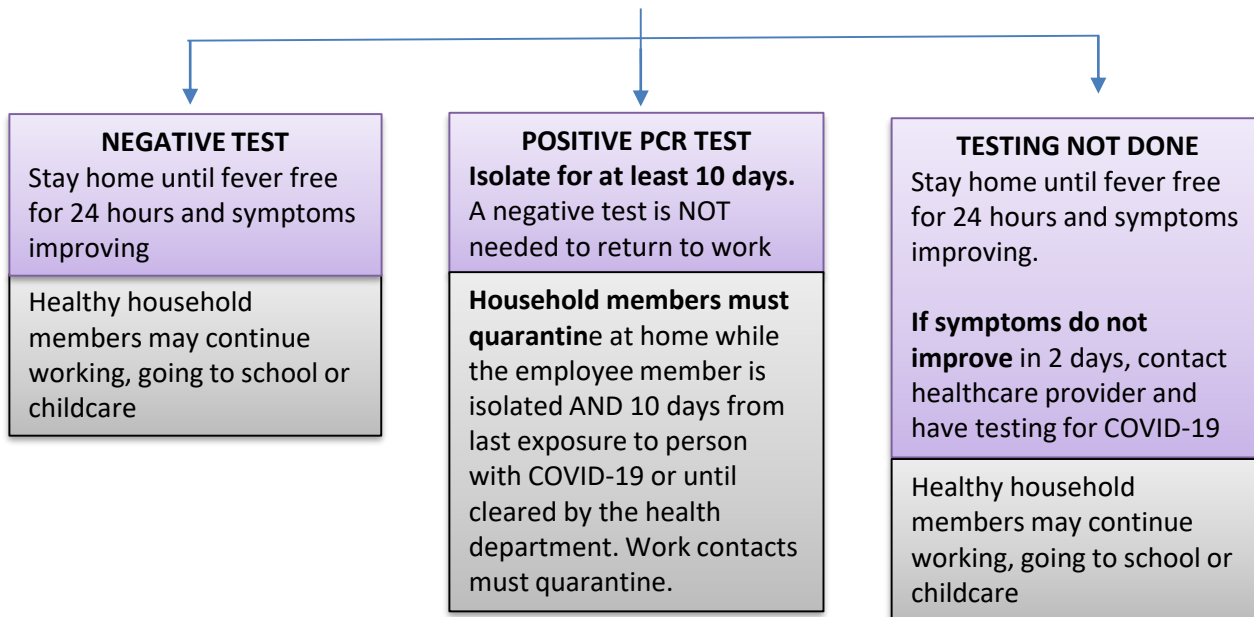 NEGATIVE TEST
Stay home until fever free
for 24 hours and symptoms
improving
Healthy household
members may continue
working, going to school or
childcare
POSITIVE PCR TEST
Isolate for at least 10 days.
A negative test is NOT
needed to return to work
Household members must
quarantine at home while
the employee member is
isolated AND 10 days from
last exposure to person
with COVID-19 or until
cleared by the health
department. Work contacts
must quarantine.
TESTING NOT DONE
Stay home until fever free
for 24 hours and symptoms
improving.
If symptoms do not
improve in 2 days, contact
healthcare provider and
have testing for COVID-19
Healthy household
members may continue
working, going to school or
childcare